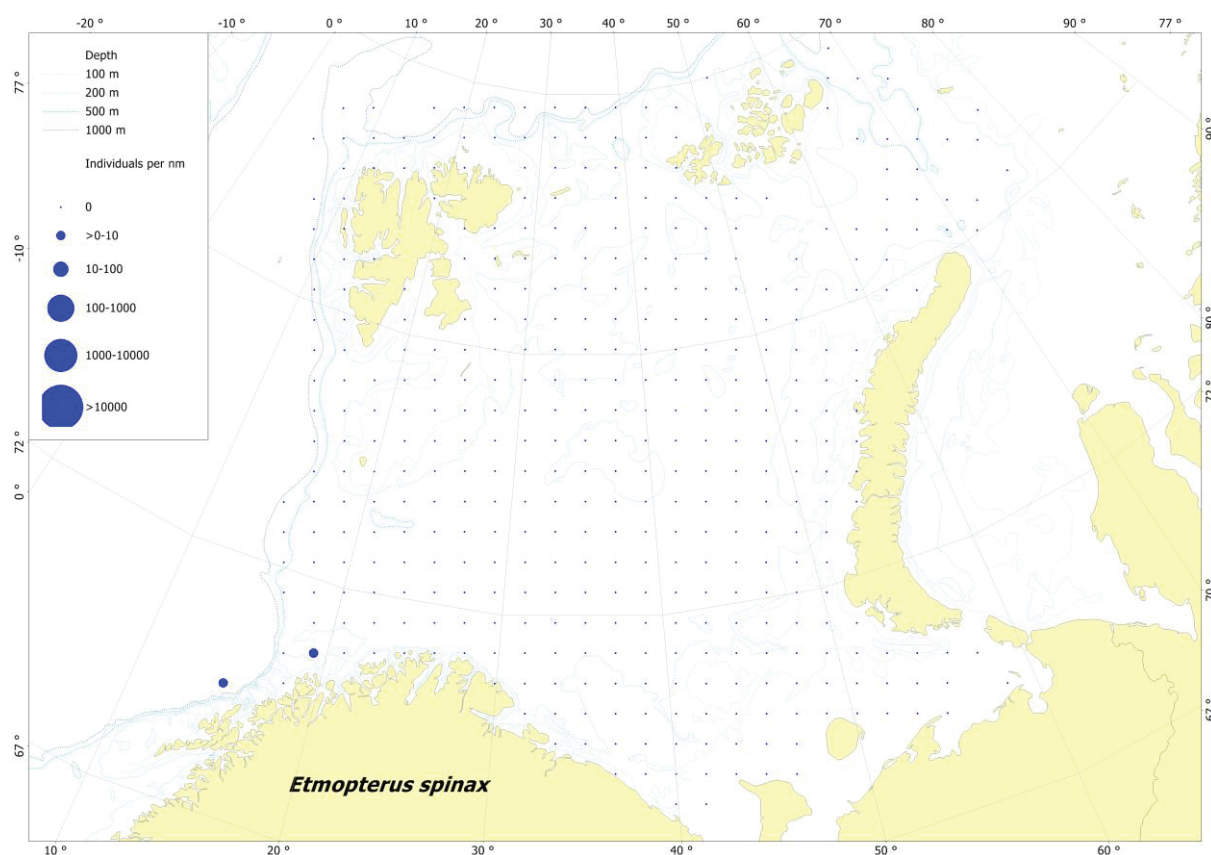 -20 ° -10 ° 0 ° 10 ° 20 ° 30 ° 40 ° 50 ° 60 ° 70 ° 80 ° 90 ° 77 °
Depth
100 m
200 m
500 m
1000 m
Individuals per nm
0
>0-10
10-100
100-1000
1000-10000
>10000
77 °
-10 °
72 °
0 °
67 °
90 °
80 °
72 °
70 °
67 °
Etmopterus spinax
10 ° 20 ° 30 ° 40 ° 50 ° 60 °